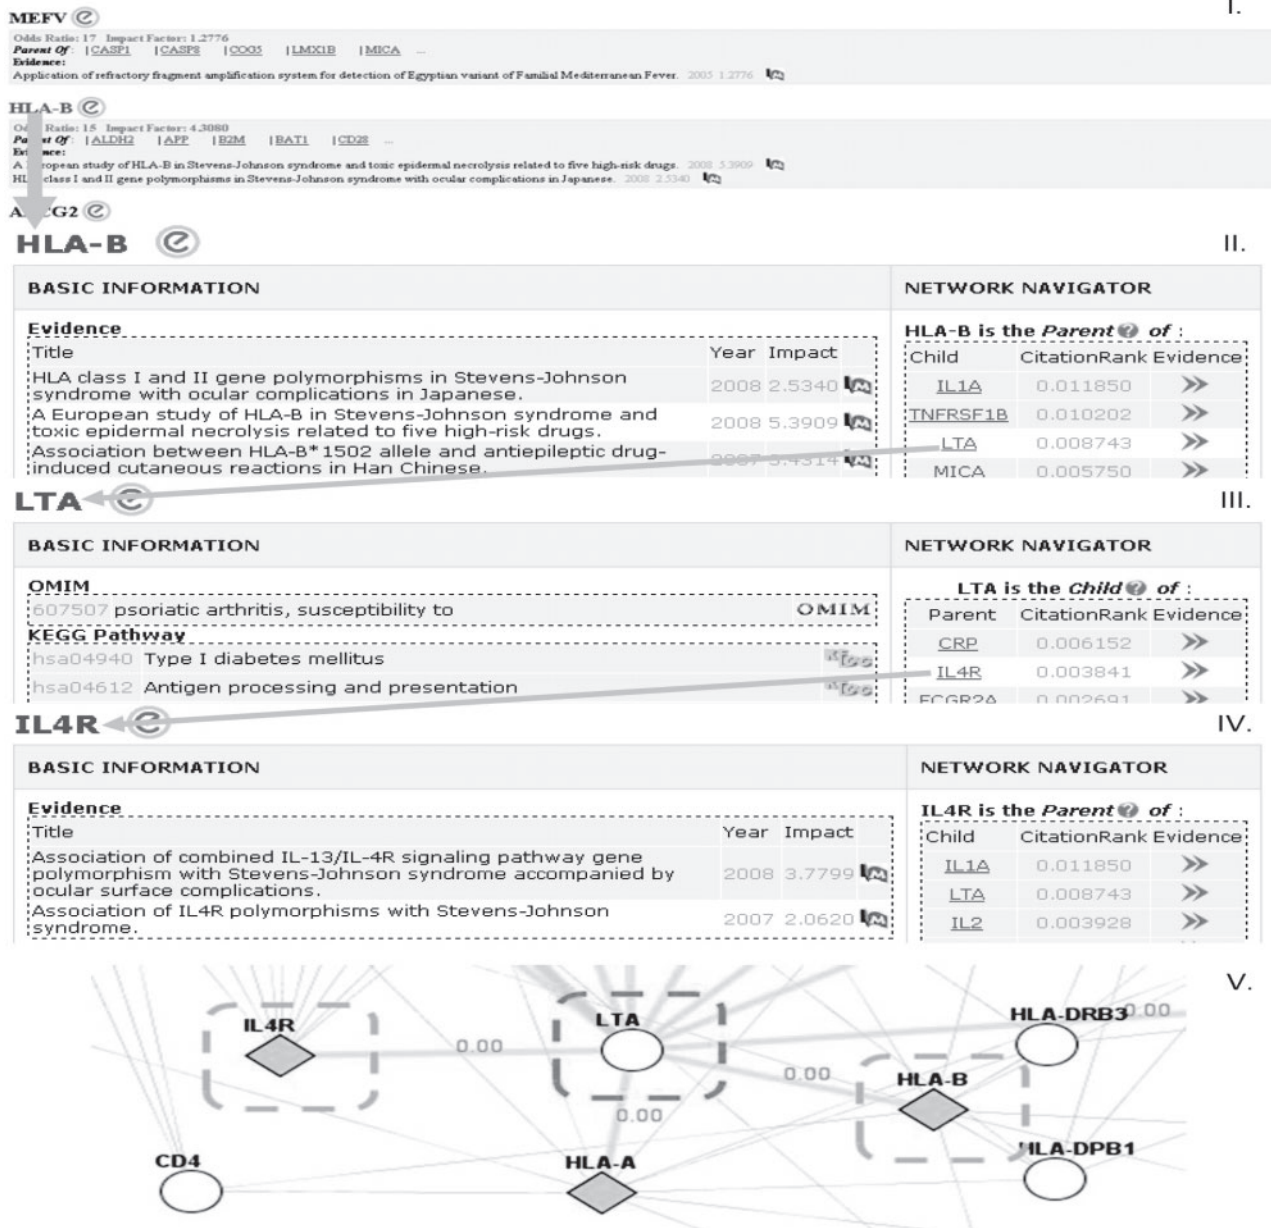 I.
MEFV
Odds Ratio: 17 Impact Factor: 1.2776
Parent Of: |CASP1 |CASP8 |COG5 |LMX1B |MICA ...
Evidence:
Application of refractory fragment amplification system for detection of Egyptian variant of Familial Mediterranean Fever. 2005 1.2776
HLA-B
Ratio: 15 Impact Factor: 4.3080
Of: |ALDH2 |APP |B2M |BAT1 |CD28 ...
A European study of HLA-B in Stevens-Johnson syndrome and toxic epidermal necrolysis related to five high-risk drugs. 2008 5.3909
class I and II gene polymorphisms in Stevens-Johnson syndrome with ocular complications in Japanese. 2008 2.5340
HLA-B II.
BASIC INFORMATION NETWORK NAVIGATOR
Evidence HLA-B is the Parent ? of :
Title Year Impact Child CitationRank Evidence
HLA class I and II gene polymorphisms in Stevens-Johnson
syndrome with ocular complications in Japanese. 2008 2.5340 IL1A 0.011850
A European study of HLA-B in Stevens-Johnson syndrome and
toxic epidermal necrolysis related to five high-risk drugs. 2008 5.3909 TNFRSF1B 0.010202
Association between HLA-B*1502 allele and antiepileptic drug- LTA 0.008743
induced cutaneous reactions in Han Chinese. MICA 0.005750
LTA III.
BASIC INFORMATION NETWORK NAVIGATOR
OMIM LTA is the Child ? of :
607507 psoriatic arthritis, susceptibility to OMIM Parent CitationRank Evidence
KEGG Pathway CRP 0.006152
hsa04940 Type I diabetes mellitus KEGG
hsa04612 Antigen processing and presentation KEGG IL4R 0.003841
FCGR2A 0.002691
IL4R IV.
BASIC INFORMATION NETWORK NAVIGATOR
Evidence IL4R is the Parent ? of :
Title Year Impact Child CitationRank Evidence
Association of combined IL-13/IL-4R signaling pathway gene
polymorphism with Stevens-Johnson syndrome accompanied by 2008 3.7799 IL1A 0.011850
ocular surface complications. LTA 0.008743
Association of IL4R polymorphisms with Stevens-Johnson
syndrome. 2007 2.0620 IL2 0.003928
V.
IL4R LTA HLA-DRB3 0.00
0.00 0.00 HLA-B
0.00
CD4 HLA-A HLA-DPB1